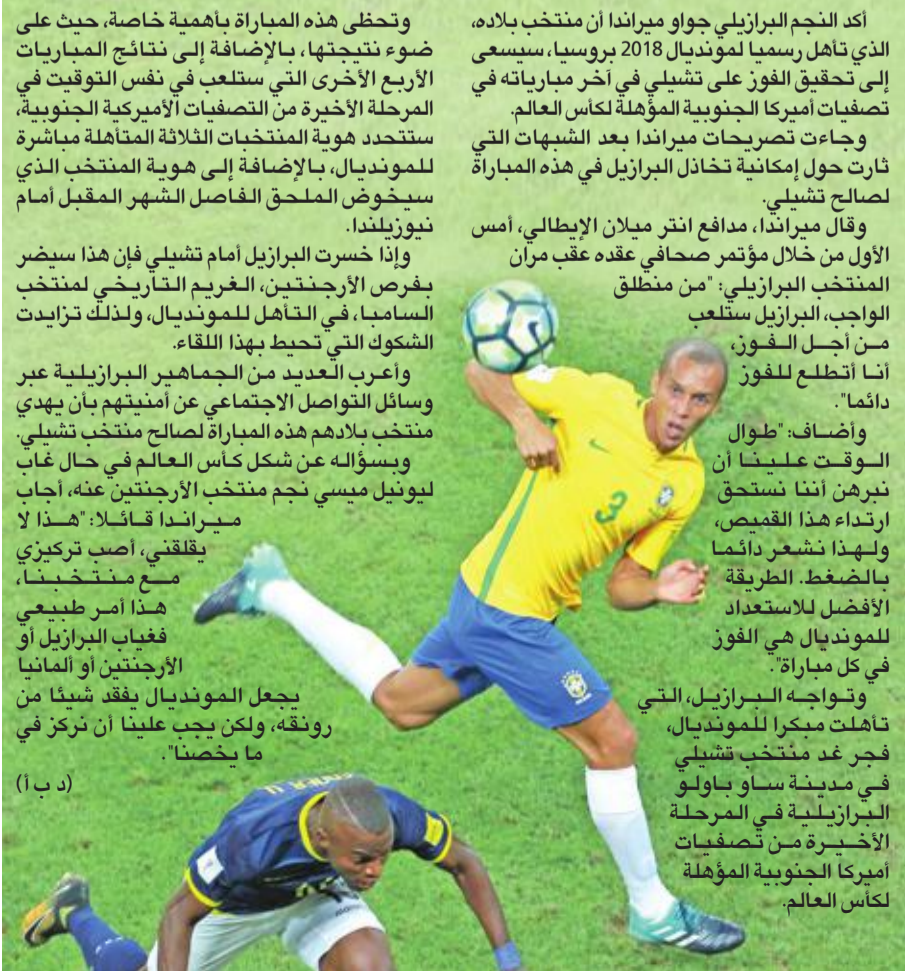 أكد النجم البرازيلي جواو ميراندا أن منتخب بلاده،
الذي تأهل رسميا لمونديال 2018 بروسيا، سيسعى
إلى تحقيق الفوز على تشيلي في آخر مبارياته في
تصفيات أميركا الجنوبية المؤهلة لكأس العالم.
وجاءت تصريحات ميراندا بعد الشبهات التي
ثارت حول إمكانية تخاذل البرازيل في هذه المباراة
لصالح تشيلي.
وقال ميراندا، مدافع انتر ميلان الإيطالي، أمس
الأول من خلال مؤتمر صحافي عقده عقب مران
المنتخب البرازيلي: "من منطلق
الواجب، البرازيل ستلعب
من أجل الفوز،
أنا أتطلع للفوز
دائما".
وأضاف: "طوال
الوقت علينا أن
نبرهن أننا نستحق
ارتداء هذا القميص،
ولهذا نشعر دائما
بالضغط. الطريقة
الأفضل للاستعداد
للمونديال هي الفوز
في كل مباراة".
وتواجه البرازيل، التي
تأهلت مبكرا للمونديال،
فجر غد منتخب تشيلي
في مدينة ساو باولو
البرازيلية في المرحلة
الأخيرة من تصفيات
أميركا الجنوبية المؤهلة
لكأس العالم.
وتحظى هذه المباراة بأهمية خاصة، حيث على
ضوء نتيجتها، بالإضافة إلى نتائج المباريات
الأربع الأخرى التي ستلعب في نفس التوقيت في
المرحلة الأخيرة من التصفيات الأميركية الجنوبية،
ستتحدد هوية المنتخبات الثلاثة المتأهلة مباشرة
للمونديال، بالإضافة إلى هوية المنتخب الذي
سيخوض الملحق الفاصل الشهر المقبل أمام
نيوزيلندا.
وإذا خسرت البرازيل أمام تشيلي فإن هذا سيضر
بفرص الأرجنتين، الغريم التاريخي لمنتخب
السامبا، في التأهل للمونديال، ولذلك تزايدت
الشكوك التي تحيط بهذا اللقاء.
وأعرب العديد من الجماهير البرازيلية عبر
وسائل التواصل الاجتماعي عن أمنيتهم بأن يهدي
منتخب بلادهم هذه المباراة لصالح منتخب تشيلي.
وبسؤاله عن شكل كأس العالم في حال غاب
ليونيل ميسي نجم منتخب الأرجنتين عنه، أجاب
ميراندا قائلا: "هذا لا
يقلقني، أصب تركيزي
مع منتخبنا،
هذا أمر طبيعي
فغياب البرازيل أو
الأرجنتين أو ألمانيا
يجعل المونديال يفقد شيئا من
رونقه، ولكن يجب علينا أن نركز في
ما يخصنا".
(د ب أ)
3